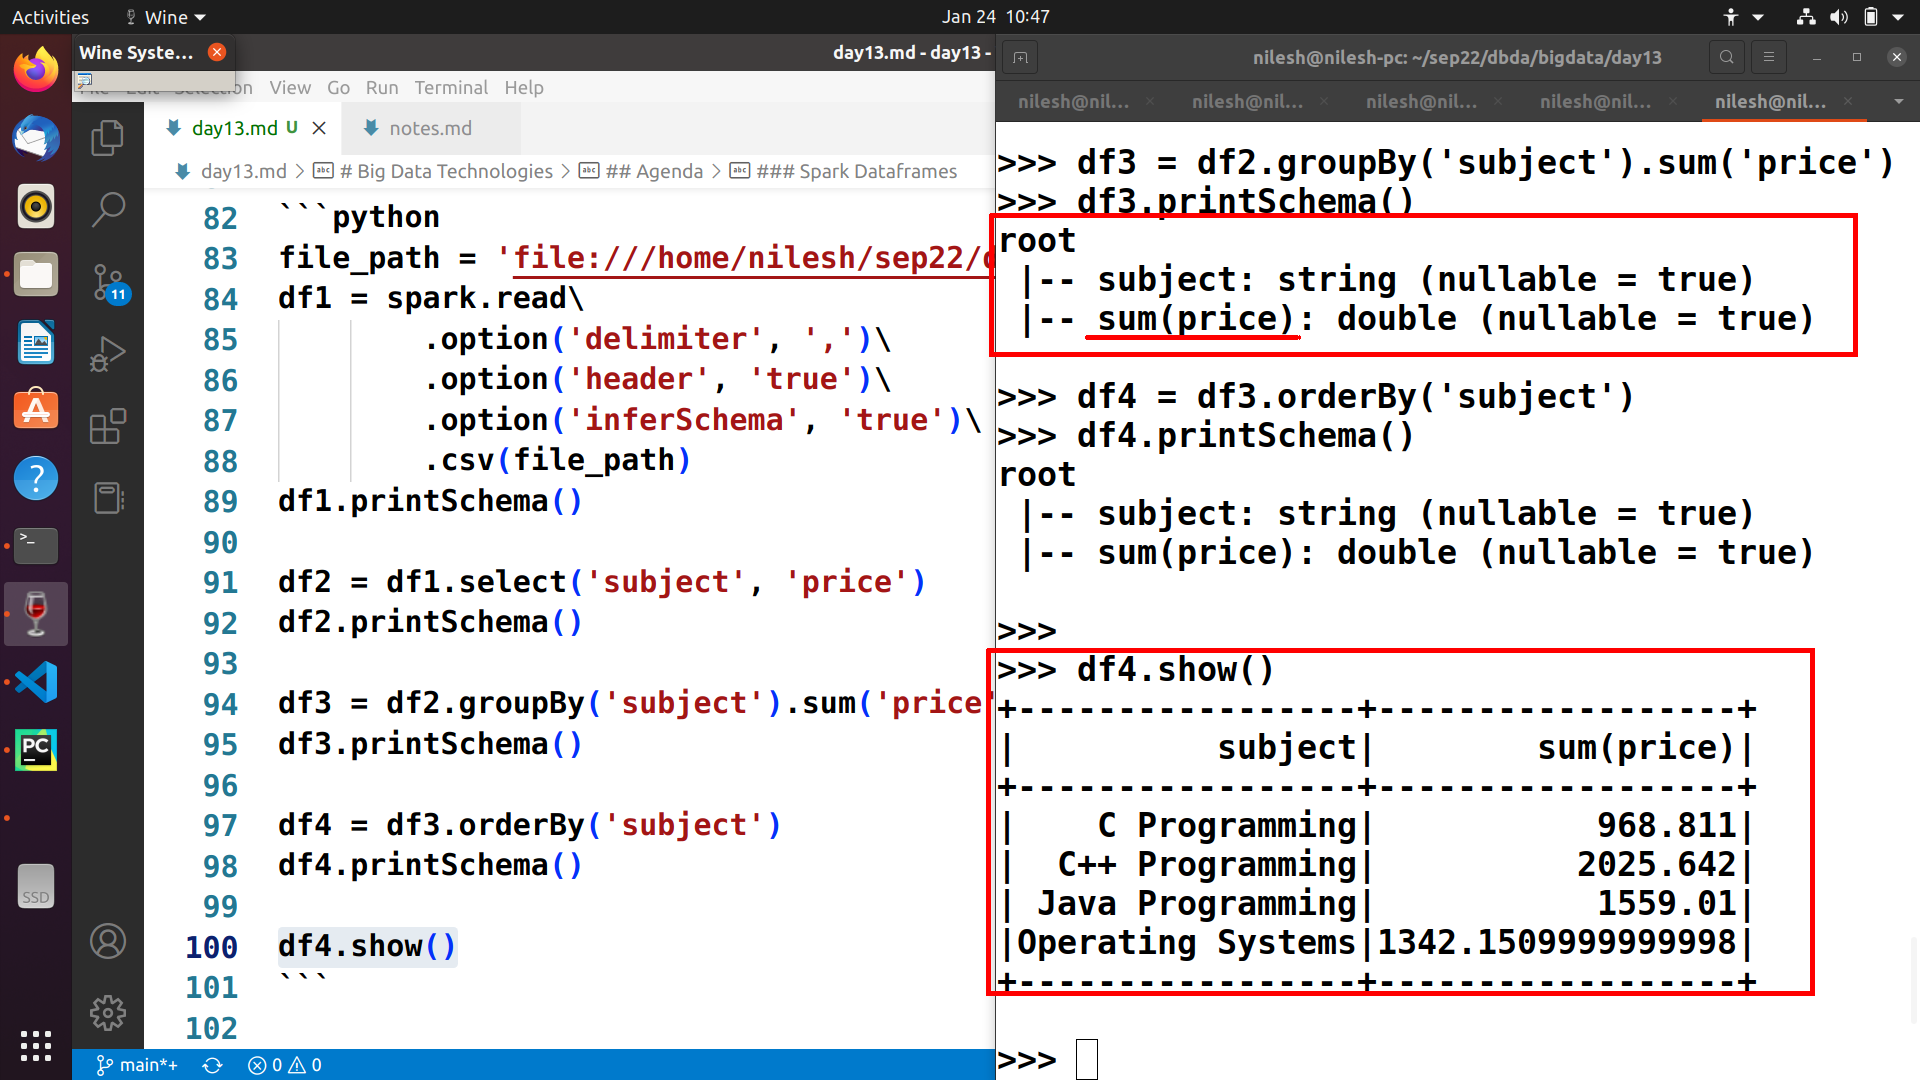 Activities
Wine
Jan 24 10:47
Wine Syste...
day13.md - day13 -
View Go Run Terminal Help
day13.md U
notes.md
day13.md > # Big Data Technologies > ## Agenda > ### Spark Dataframes
82 ```python
83 file_path = 'file:///home/nilesh/sep22/
84 df1 = spark.read\
85 .option('delimiter', ',')\
86 .option('header', 'true')\
87 .option('inferSchema', 'true')\
88 .csv(file_path)
89 df1.printSchema()
90
91 df2 = df1.select('subject', 'price')
92 df2.printSchema()
93
94 df3 = df2.groupBy('subject').sum('price'
95 df3.printSchema()
96
97 df4 = df3.orderBy('subject')
98 df4.printSchema()
99
100 df4.show()
101 ```
102
11
SSD
PC
main*+ 0 0
nilesh@nilesh-pc: ~/sep22/dbda/bigdata/day13
nilesh@nil... nilesh@nil... nilesh@nil... nilesh@nil... nilesh@nil...
>>> df3 = df2.groupBy('subject').sum('price')
>>> df3.printSchema()
root
|-- subject: string (nullable = true)
|-- sum(price): double (nullable = true)
>>> df4 = df3.orderBy('subject')
>>> df4.printSchema()
root
|-- subject: string (nullable = true)
|-- sum(price): double (nullable = true)
>>>
>>> df4.show()
+-----------------+------------------+
|          subject|        sum(price)|
+-----------------+------------------+
|    C Programming|           968.811|
|  C++ Programming|          2025.642|
| Java Programming|           1559.01|
|Operating Systems|1342.1509999999998|
+-----------------+------------------+
>>>